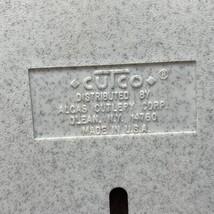 CUTCO ®
DISTRIBUTED BY
ALCAS CUTLERY CORP.
OLEAN, N.Y. 14760
MADE IN U.S.A.